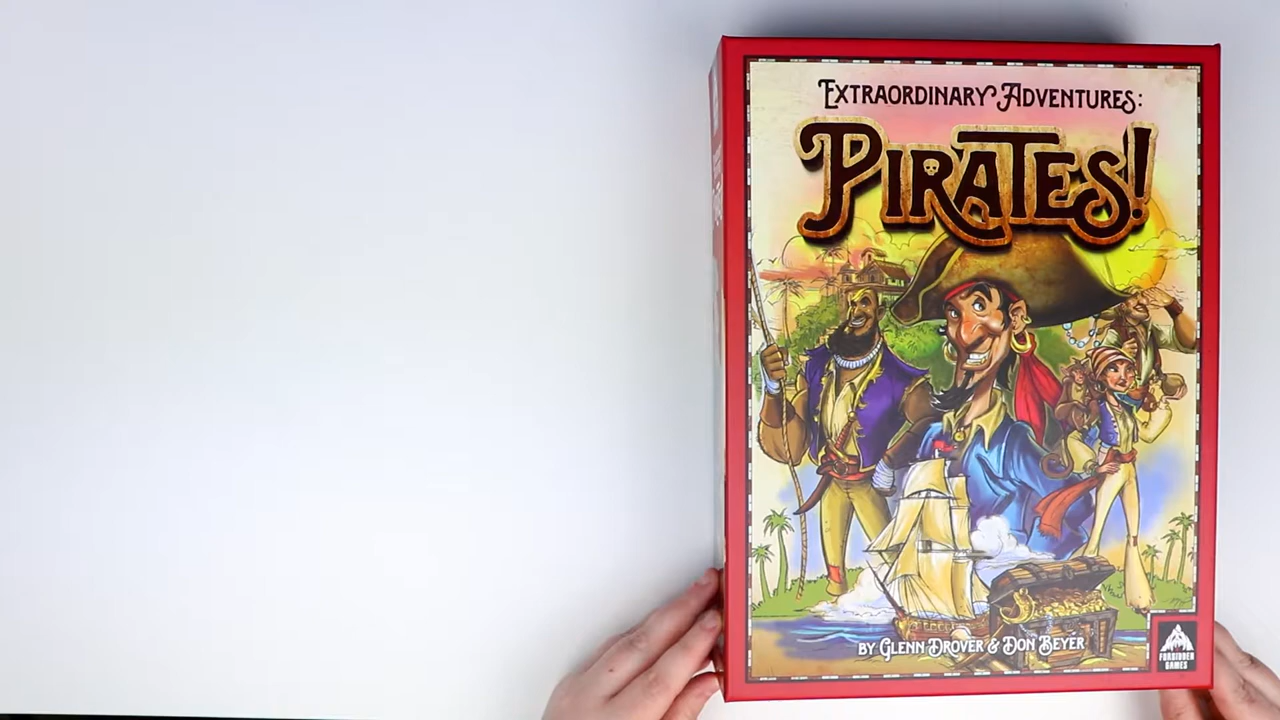 EXTRAORDINARY ADVENTURES:
PIRATES!
BY GLENN DROVER & DON BEYER
FORBIDDEN
GAMES